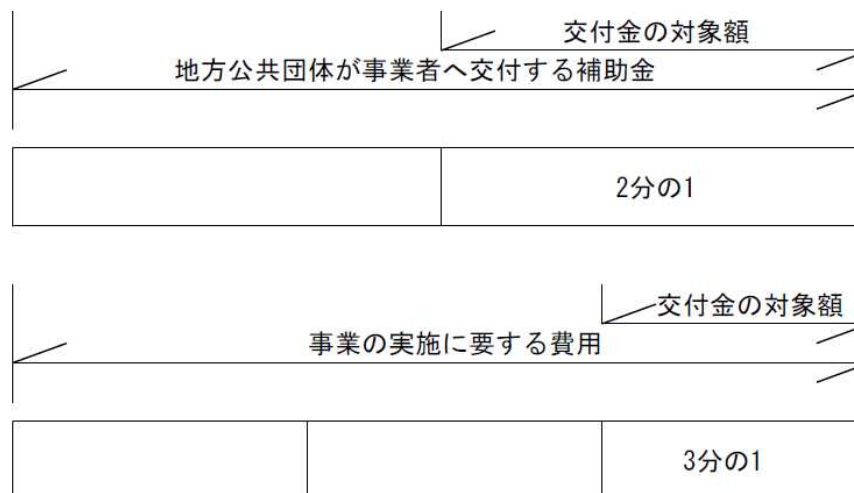 交付金の対象額
地方公共団体が事業者へ交付する補助金
2分の1
交付金の対象額
事業の実施に要する費用
3分の1